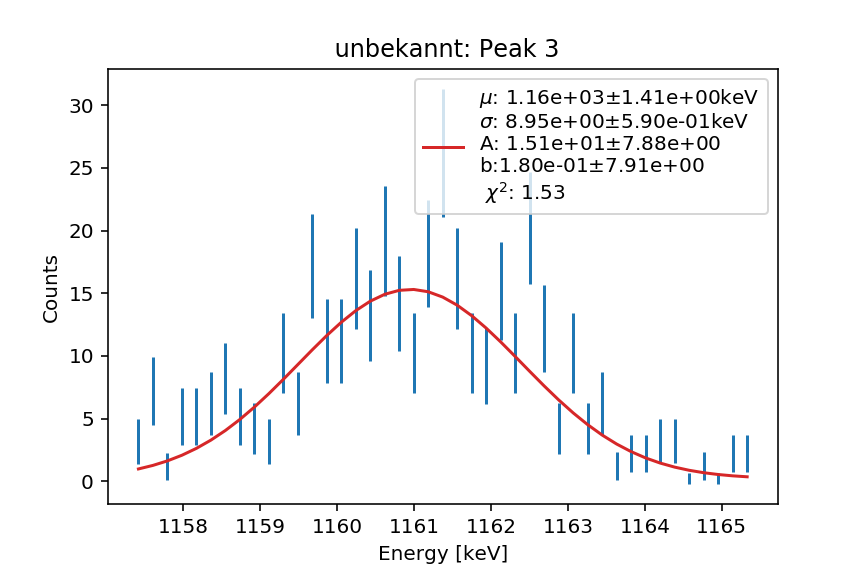 unbekannt: Peak 3
μ: 1.16e+03±1.41e+00keV
σ: 8.95e+00±5.90e-01keV
A: 1.51e+01±7.88e+00
b:1.80e-01±7.91e+00
χ²: 1.53
Counts
30
25
20
15
10
5
0
1158 1159 1160 1161 1162 1163 1164 1165
Energy [keV]